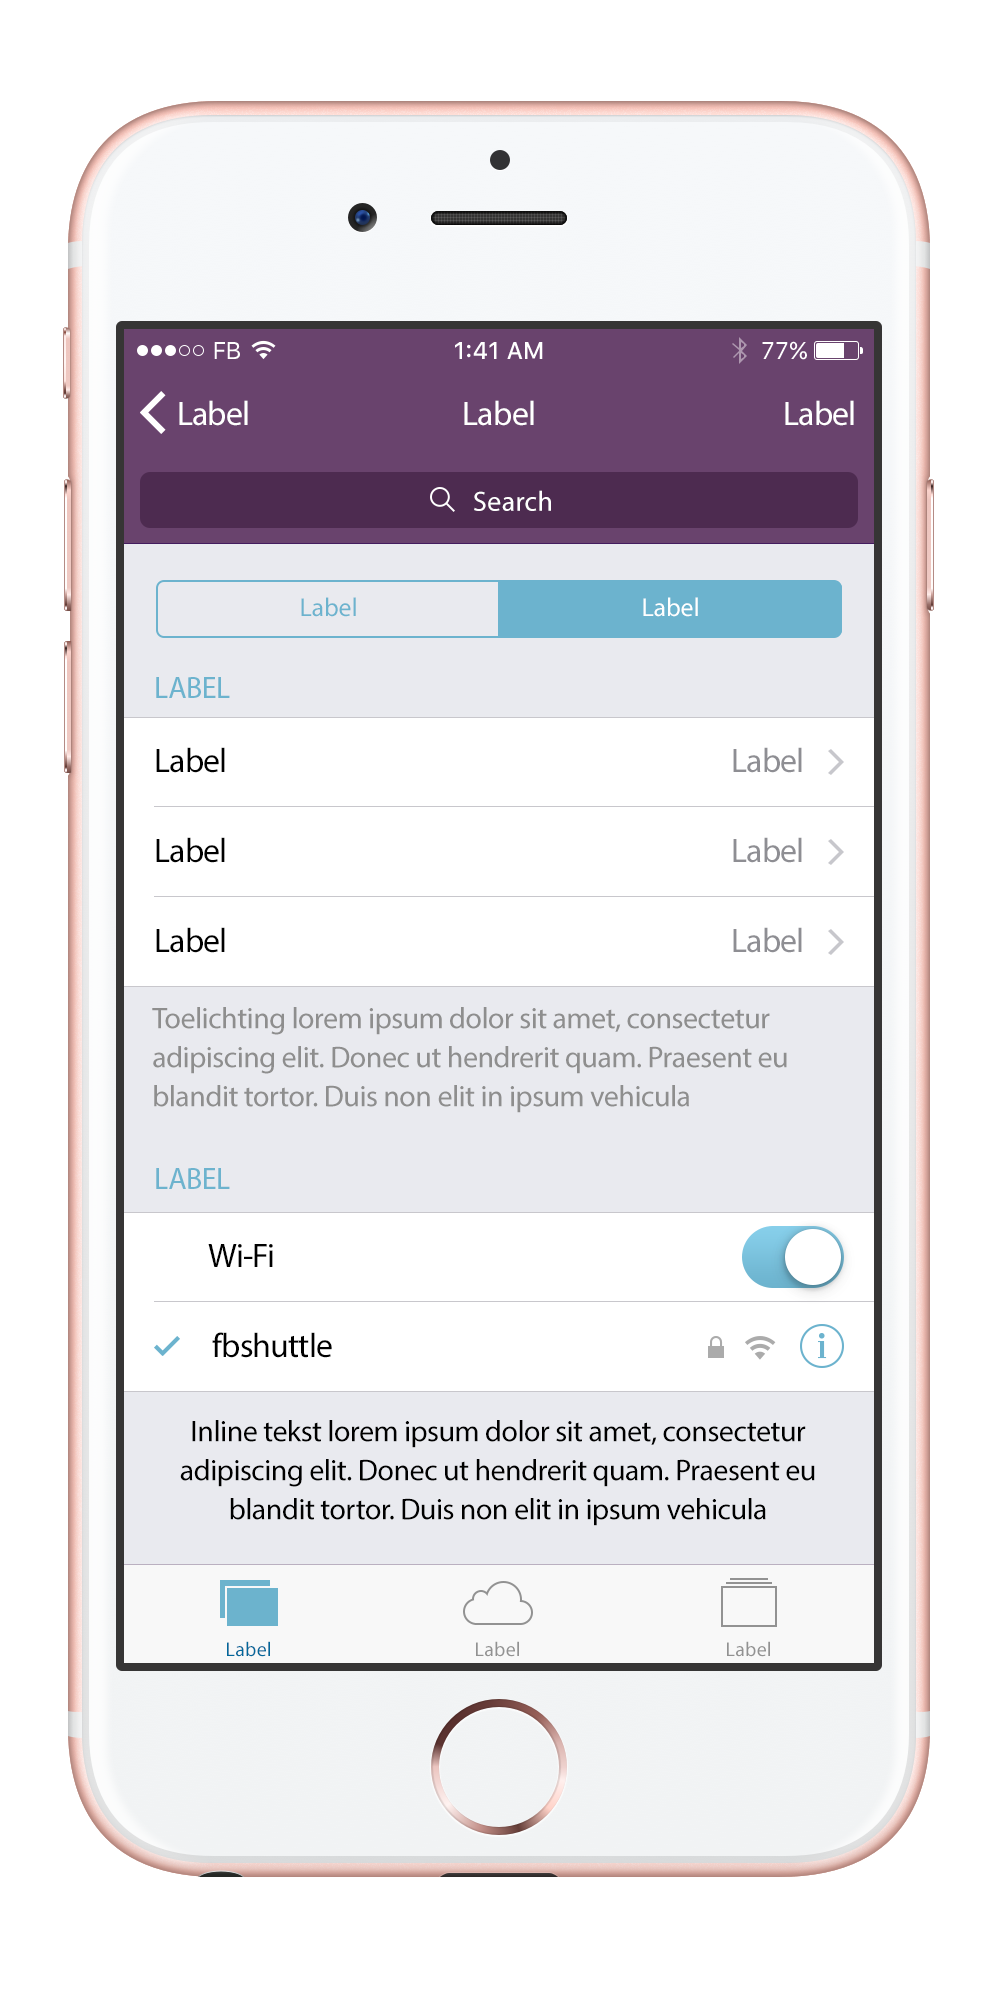 FB 1:41 AM 77%
Label Label Label
Search
Label Label
LABEL
Label Label
Label Label
Label Label
Toelichting lorem ipsum dolor sit amet, consectetur
adipiscing elit. Donec ut hendrerit quam. Praesent eu
blandit tortor. Duis non elit in ipsum vehicula
LABEL
Wi-Fi
fbshuttle
Inline tekst lorem ipsum dolor sit amet, consectetur
adipiscing elit. Donec ut hendrerit quam. Praesent eu
blandit tortor. Duis non elit in ipsum vehicula
Label Label Label